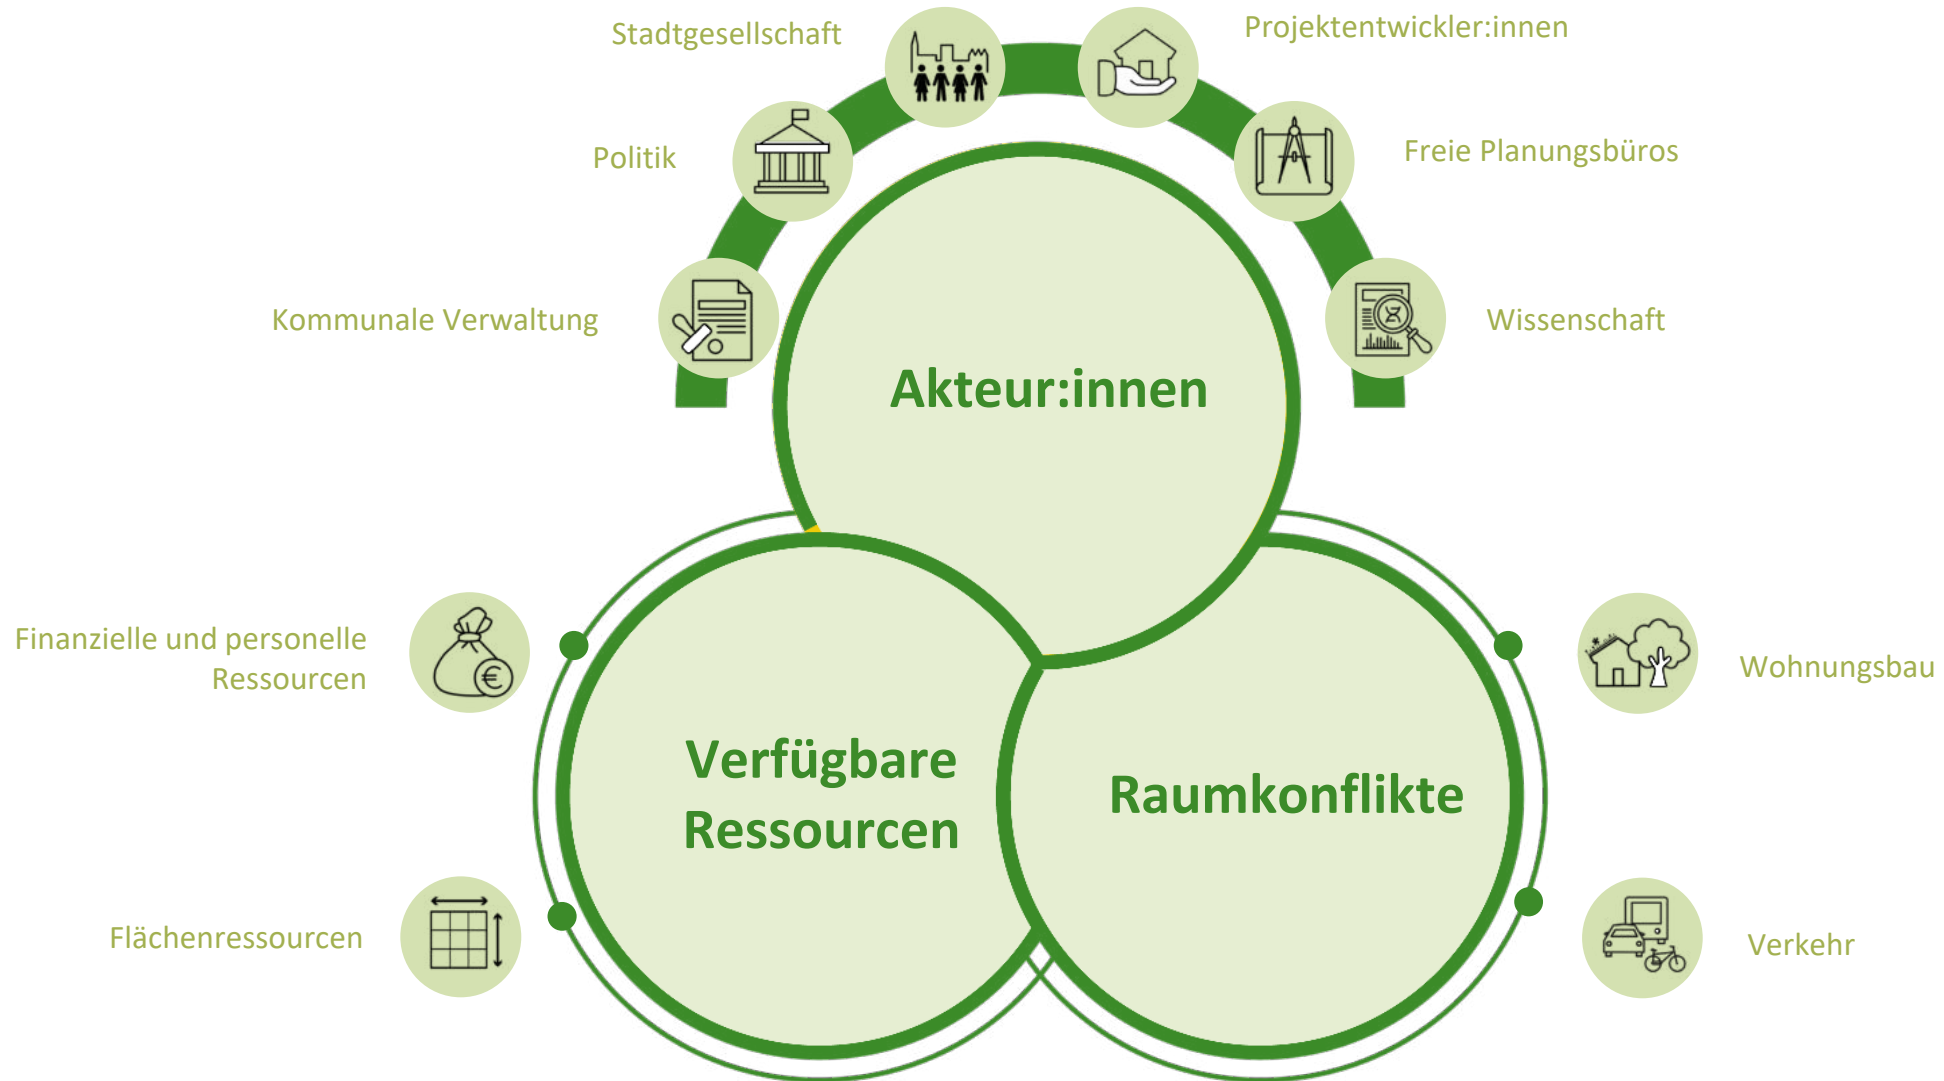 Stadtgesellschaft
Projektentwickler:innen
Politik
Freie Planungsbüros
Kommunale Verwaltung
Wissenschaft
Akteur:innen
Finanzielle und personelle
Ressourcen
Wohnungsbau
Verfügbare
Ressourcen
Raumkonflikte
Flächenressourcen
Verkehr